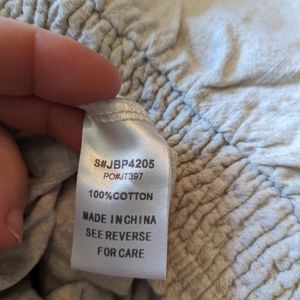 S#JBP4205
PO#JT397
100%COTTON
MADE IN CHINA
SEE REVERSE
FOR CARE